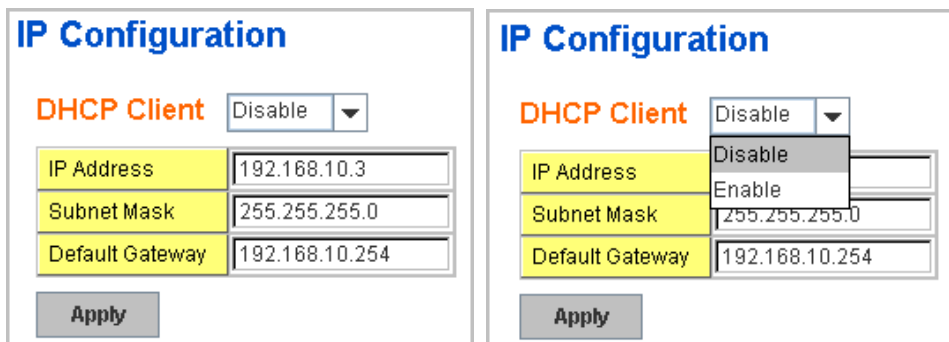 IP Configuration
DHCP Client Disable
IP Address 192.168.10.3
Subnet Mask 255.255.255.0
Default Gateway 192.168.10.254
Apply
IP Configuration
DHCP Client Disable
Disable
Enable
IP Address
Subnet Mask 255.255.255.0
Default Gateway 192.168.10.254
Apply